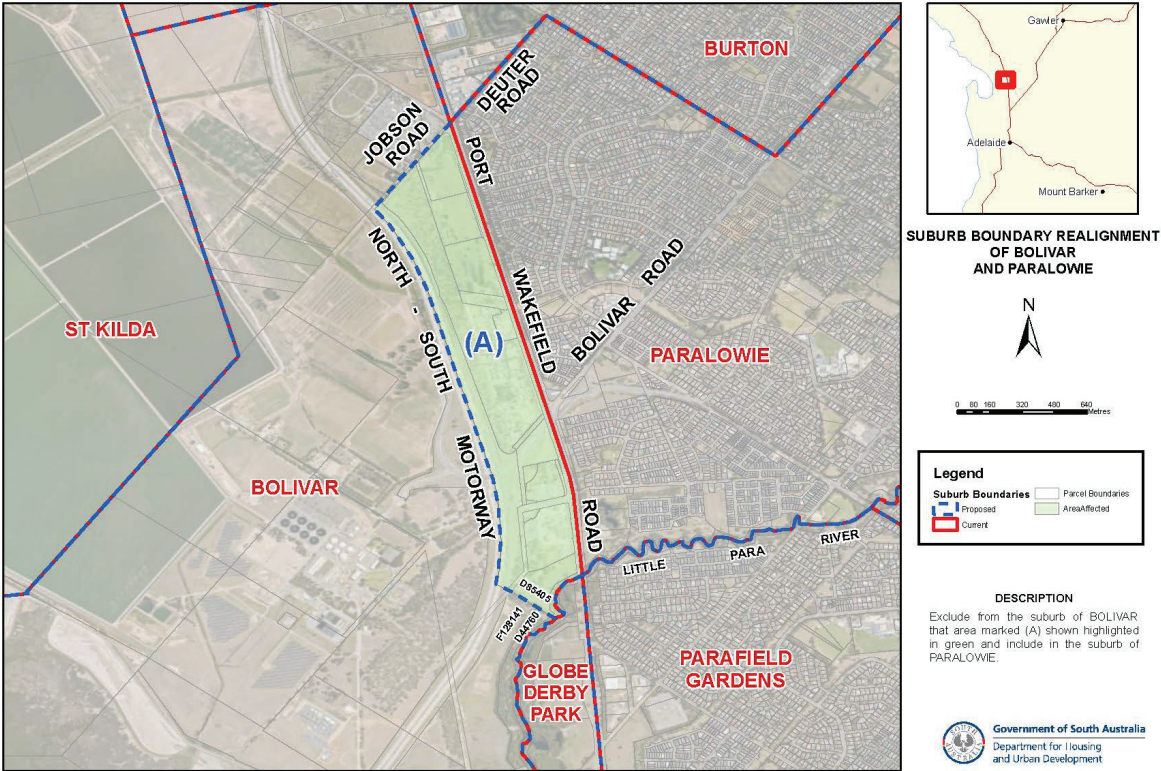 BURTON
DEUTER
ROAD
JOBSON
ROAD
PORT
WAKEFIELD
ROAD
NORTH - SOUTH MOTORWAY
(A)
BOLIVAR ROAD
ST KILDA
PARALOWIE
BOLIVAR
LITTLE PARA RIVER
D85405
F128141
D44760
GLOBE
DERBY
PARK
PARAFIELD
GARDENS
Gawler
Adelaide
Mount Barker
SUBURB BOUNDARY REALIGNMENT
OF BOLIVAR
AND PARALOWIE
N
0 80 160 320 480 640
Metres
Legend
Suburb Boundaries
Proposed
Current
Parcel Boundaries
AreaAffected
DESCRIPTION
Exclude from the suburb of BOLIVAR
that area marked (A) shown highlighted
in green and include in the suburb of
PARALOWIE.
SOUTH AUSTRALIA
Government of South Australia
Department for Housing
and Urban Development